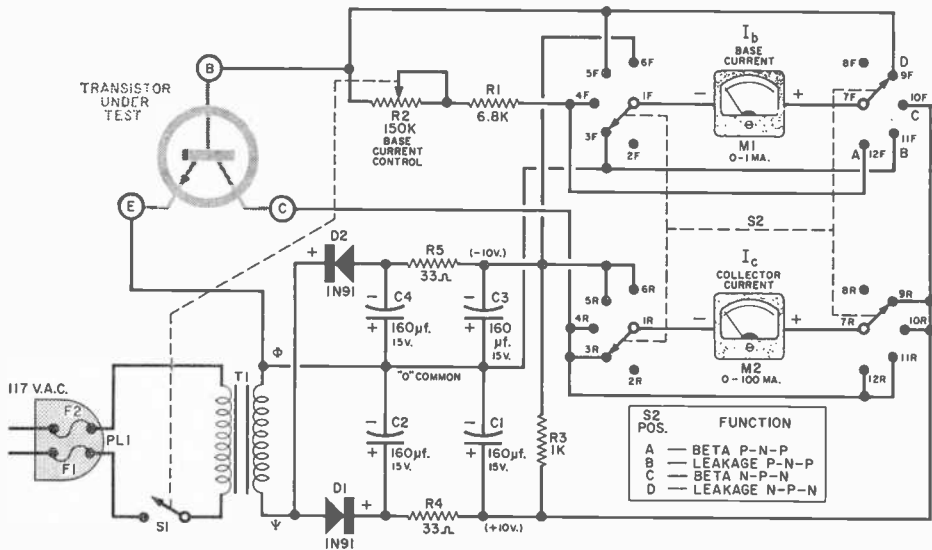 TRANSISTOR
UNDER
TEST
B
E
C
R2
150K
BASE
CURRENT
CONTROL
R1
6.8K
5F
6F
4F
3F
2F
1F
Ib
BASE
CURRENT
−
+
M1
0-1MA.
8F
D
9F
7F
10F
C
11F
B
A
12F
S2
D2
+
1N91
R5
33Ω
(-10V.)
−
C4
+
160µf.
15V.
−
C3
+
160
µf.
15V.
5R
6R
4R
3R
2R
1R
Ic
COLLECTOR
CURRENT
−
+
M2
0-100 MA.
8R
9R
7R
10R
11R
12R
117 V.A.C.
F2
F1
PL1
S1
T1
Φ
Ψ
"0" COMMON
−
C2
+
160µf.
15V.
−
C1
+
160µf.
15V.
R3
1K
D1
+
1N91
R4
33Ω
(+10V.)
S2
POS. FUNCTION
A — BETA P-N-P
B — LEAKAGE P-N-P
C — BETA N-P-N
D — LEAKAGE N-P-N